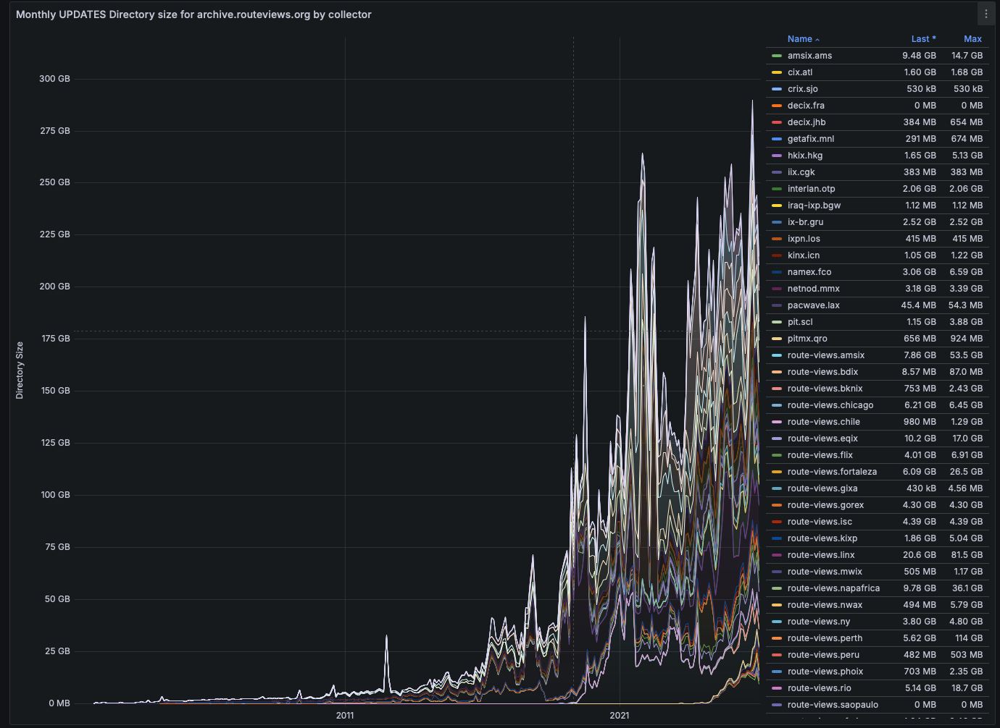 Monthly UPDATES Directory size for archive.routeviews.org by collector
Directory Size
300 GB
275 GB
250 GB
225 GB
200 GB
175 GB
150 GB
125 GB
100 GB
75 GB
50 GB
25 GB
0 MB
2011 2021
Name Last * Max
amsix.ams 9.48 GB 14.7 GB
cix.atl 1.60 GB 1.68 GB
crix.sjo 530 kB 530 kB
decix.fra 0 MB 0 MB
decix.jhb 384 MB 654 MB
getafix.mnl 291 MB 674 MB
hkix.hkg 1.65 GB 5.13 GB
iix.cgk 383 MB 383 MB
interlan.otp 2.06 GB 2.06 GB
iraq-ixp.bgw 1.12 MB 1.12 MB
ix-br.gru 2.52 GB 2.52 GB
ixpn.los 415 MB 415 MB
kinx.icn 1.05 GB 1.22 GB
namex.fco 3.06 GB 6.59 GB
netnod.mmx 3.18 GB 3.39 GB
pacwave.lax 45.4 MB 54.3 MB
pit.scl 1.15 GB 3.88 GB
pitmx.qro 656 MB 924 MB
route-views.amsix 7.86 GB 53.5 GB
route-views.bdix 8.57 MB 87.0 MB
route-views.bknix 753 MB 2.43 GB
route-views.chicago 6.21 GB 6.45 GB
route-views.chile 980 MB 1.29 GB
route-views.eqix 10.2 GB 17.0 GB
route-views.flix 4.01 GB 6.91 GB
route-views.fortaleza 6.09 GB 26.5 GB
route-views.gixa 430 kB 4.56 MB
route-views.gorex 4.30 GB 4.30 GB
route-views.isc 4.39 GB 4.39 GB
route-views.kixp 1.86 GB 5.04 GB
route-views.linx 20.6 GB 81.5 GB
route-views.mwix 505 MB 1.17 GB
route-views.napafrica 9.78 GB 36.1 GB
route-views.nwax 494 MB 5.79 GB
route-views.ny 3.80 GB 4.80 GB
route-views.perth 5.62 GB 114 GB
route-views.peru 482 MB 503 MB
route-views.phoix 703 MB 2.35 GB
route-views.rio 5.14 GB 18.7 GB
route-views.saopaulo 0 MB 0 MB